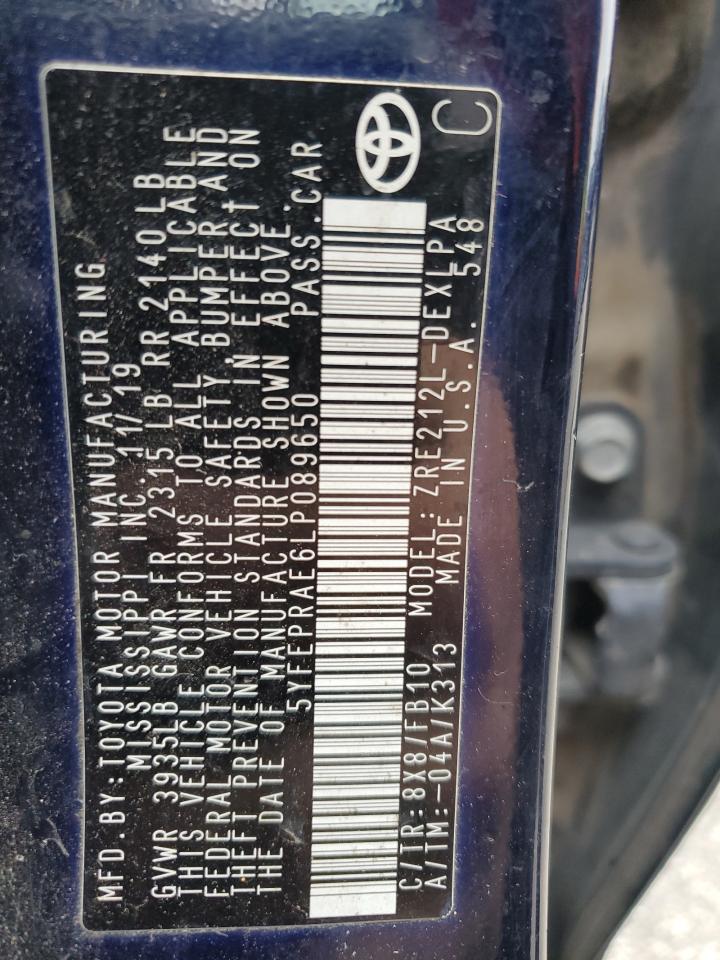 MFD.BY:TOYOTA MOTOR MANUFACTURING
MISSISSIPPI INC. 11/19
GVWR 3935LB GAWR FR 2315 LB RR 2140LB
THIS VEHICLE CONFORMS TO ALL APPLICABLE
FEDERAL MOTOR VEHICLE SAFETY, BUMPER AND
THEFT PREVENTION STANDARDS IN EFFECT ON
THE DATE OF MANUFACTURE SHOWN ABOVE.
5YFEPRAE6LP089650 PASS.CAR
C/TR:8X8/FB10 MODEL:ZRE212L-DEXLPA
A/TM:-04A/K313 MADE IN U.S.A. 548
C